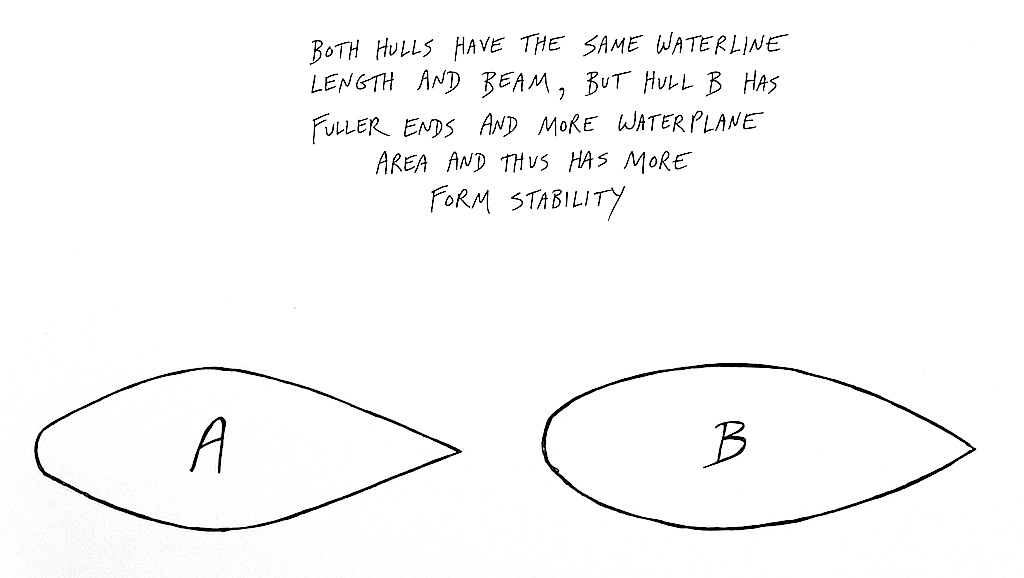 BOTH HULLS HAVE THE SAME WATERLINE
LENGTH AND BEAM, BUT HULL B HAS
FULLER ENDS AND MORE WATERPLANE
AREA AND THUS HAS MORE
FORM STABILITY
A
B